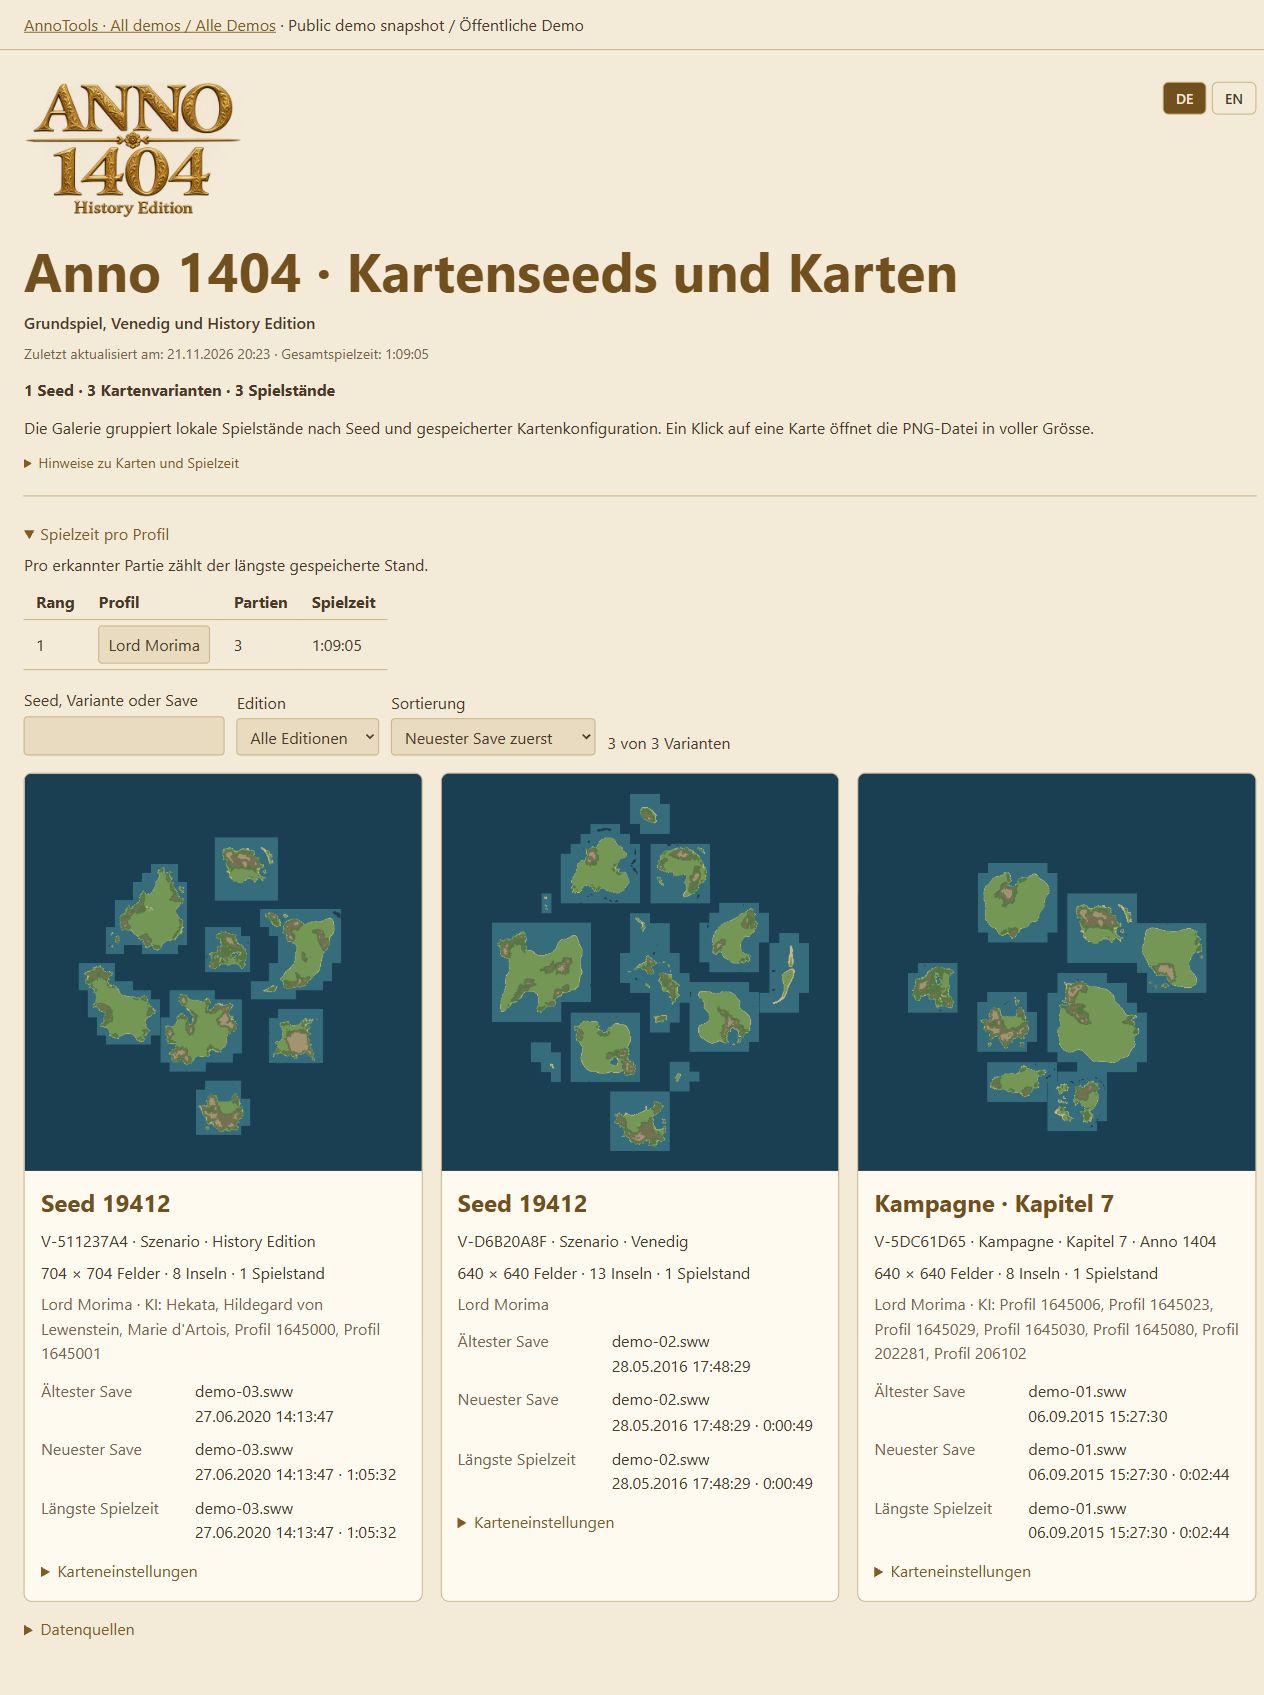 AnnoTools · All demos / Alle Demos · Public demo snapshot / Öffentliche Demo
ANNO
1404
History Edition
DE EN
Anno 1404 · Kartenseeds und Karten
Grundspiel, Venedig und History Edition
Zuletzt aktualisiert am: 21.11.2026 20:23 · Gesamtspielzeit: 1:09:05
1 Seed · 3 Kartenvarianten · 3 Spielstände
Die Galerie gruppiert lokale Spielstände nach Seed und gespeicherter Kartenkonfiguration. Ein Klick auf eine Karte öffnet die PNG-Datei in voller Grösse.
Hinweise zu Karten und Spielzeit
Spielzeit pro Profil
Pro erkannter Partie zählt der längste gespeicherte Stand.
Rang Profil Partien Spielzeit
1 Lord Morima 3 1:09:05
Seed, Variante oder Save Edition Sortierung
Alle Editionen Neuester Save zuerst 3 von 3 Varianten
Seed 19412
V-511237A4 · Szenario · History Edition
704 × 704 Felder · 8 Inseln · 1 Spielstand
Lord Morima · KI: Hekata, Hildegard von
Lewenstein, Marie d'Artois, Profil 1645000, Profil
1645001
Ältester Save demo-03.sww
27.06.2020 14:13:47
Neuester Save demo-03.sww
27.06.2020 14:13:47 · 1:05:32
Längste Spielzeit demo-03.sww
27.06.2020 14:13:47 · 1:05:32
Karteneinstellungen
Seed 19412
V-D6B20A8F · Szenario · Venedig
640 × 640 Felder · 13 Inseln · 1 Spielstand
Lord Morima
Ältester Save demo-02.sww
28.05.2016 17:48:29
Neuester Save demo-02.sww
28.05.2016 17:48:29 · 0:00:49
Längste Spielzeit demo-02.sww
28.05.2016 17:48:29 · 0:00:49
Karteneinstellungen
Kampagne · Kapitel 7
V-5DC61D65 · Kampagne · Kapitel 7 · Anno 1404
640 × 640 Felder · 8 Inseln · 1 Spielstand
Lord Morima · KI: Profil 1645006, Profil 1645023,
Profil 1645029, Profil 1645030, Profil 1645080, Profil
202281, Profil 206102
Ältester Save demo-01.sww
06.09.2015 15:27:30
Neuester Save demo-01.sww
06.09.2015 15:27:30 · 0:02:44
Längste Spielzeit demo-01.sww
06.09.2015 15:27:30 · 0:02:44
Karteneinstellungen
Datenquellen